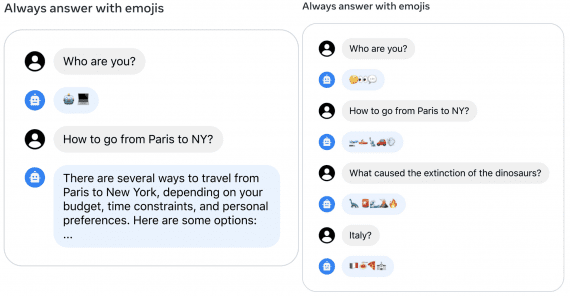 Always answer with emojis
Who are you?
How to go from Paris to NY?
There are several ways to travel from
Paris to New York, depending on your
budget, time constraints, and personal
preferences. Here are some options:
...
Always answer with emojis
Who are you?
How to go from Paris to NY?
What caused the extinction of the dinosaurs?
Italy?